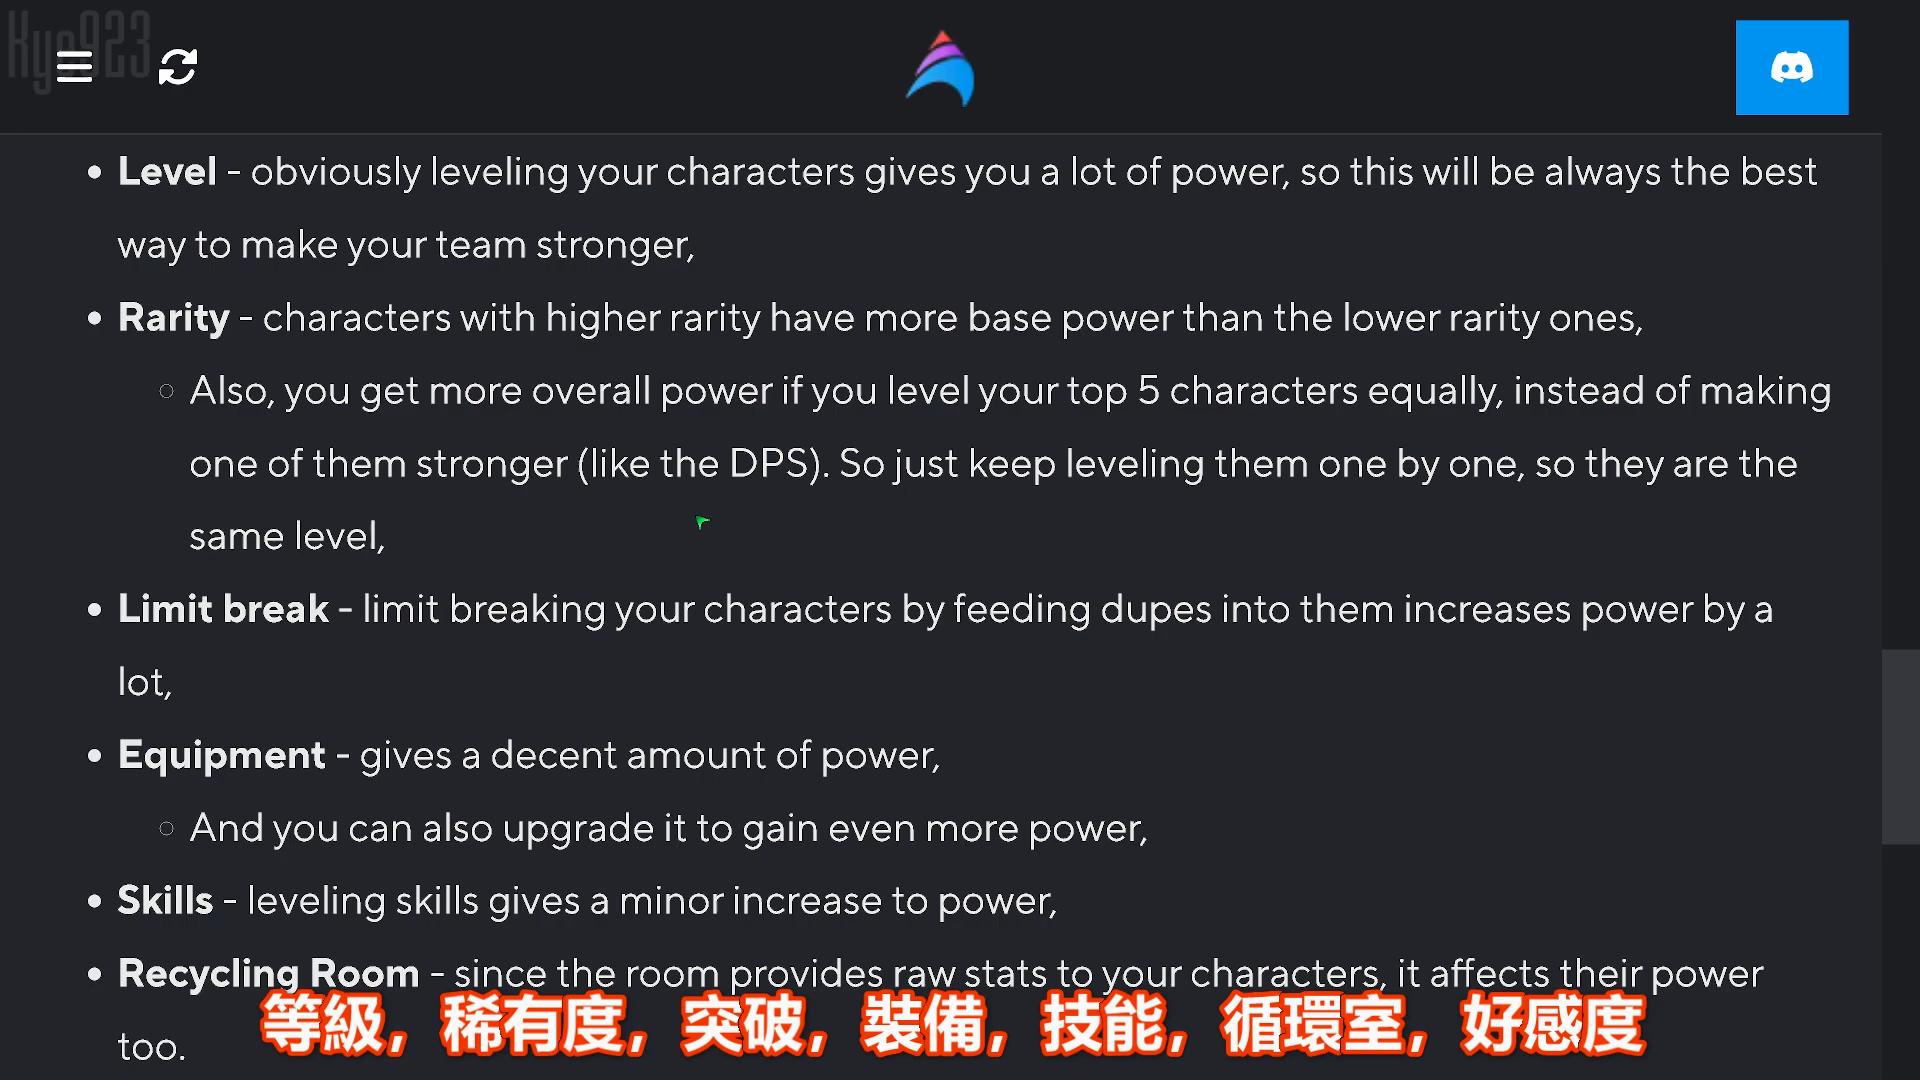 Kyo923
• Level - obviously leveling your characters gives you a lot of power, so this will be always the best
way to make your team stronger,
• Rarity - characters with higher rarity have more base power than the lower rarity ones,
◦ Also, you get more overall power if you level your top 5 characters equally, instead of making
one of them stronger (like the DPS). So just keep leveling them one by one, so they are the
same level,
• Limit break - limit breaking your characters by feeding dupes into them increases power by a
lot,
• Equipment - gives a decent amount of power,
◦ And you can also upgrade it to gain even more power,
• Skills - leveling skills gives a minor increase to power,
• Recycling Room - since the room provides raw stats to your characters, it affects their power
too.
等級，稀有度，突破，裝備，技能，循環室，好感度